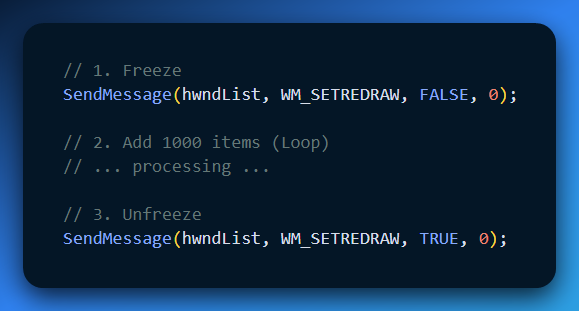 // 1. Freeze
SendMessage(hwndList, WM_SETREDRAW, FALSE, 0);
// 2. Add 1000 items (Loop)
// ... processing ...
// 3. Unfreeze
SendMessage(hwndList, WM_SETREDRAW, TRUE, 0);